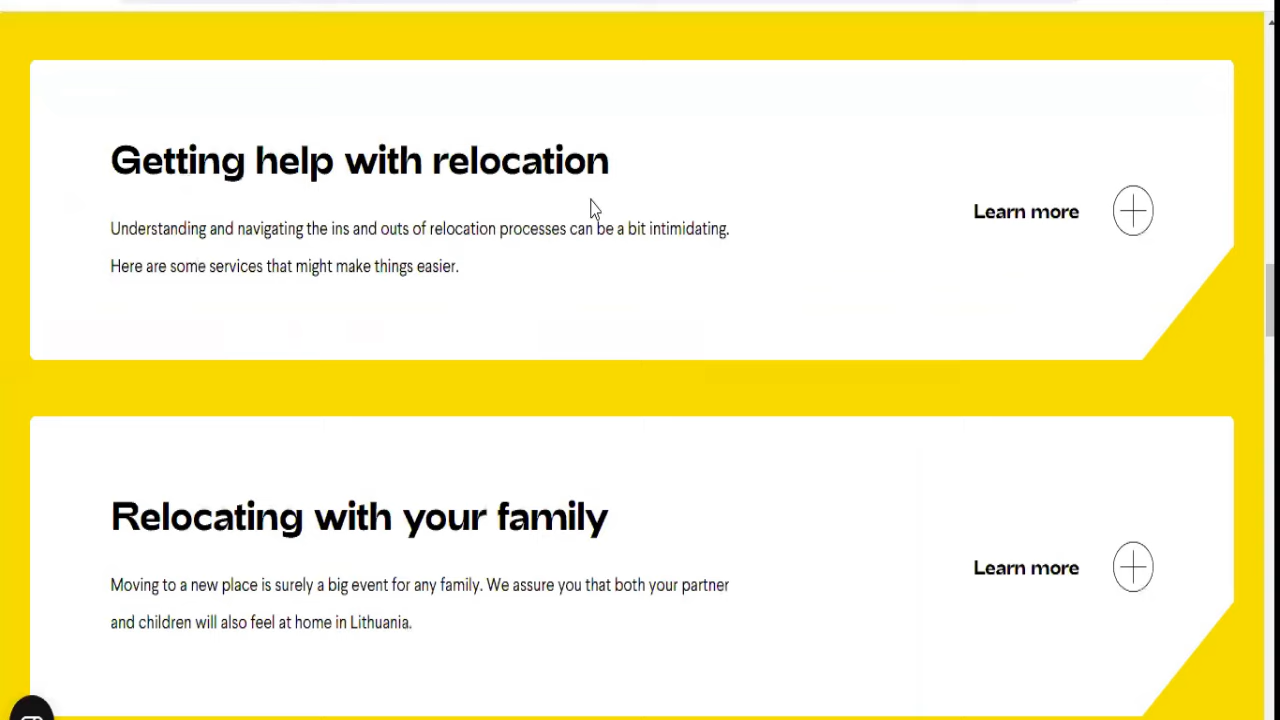 Getting help with relocation
Understanding and navigating the ins and outs of relocation processes can be a bit intimidating.
Here are some services that might make things easier.
Learn more
Relocating with your family
Moving to a new place is surely a big event for any family. We assure you that both your partner
and children will also feel at home in Lithuania.
Learn more